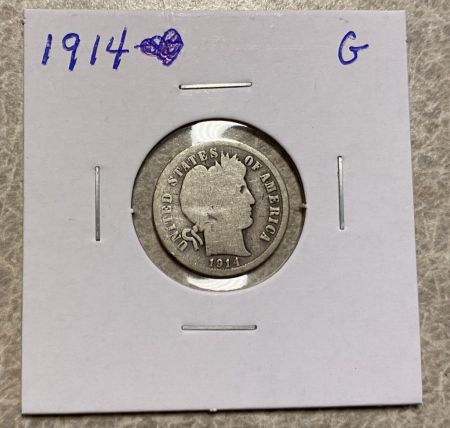 1914- G
UNITED STATES OF AMERICA
1914